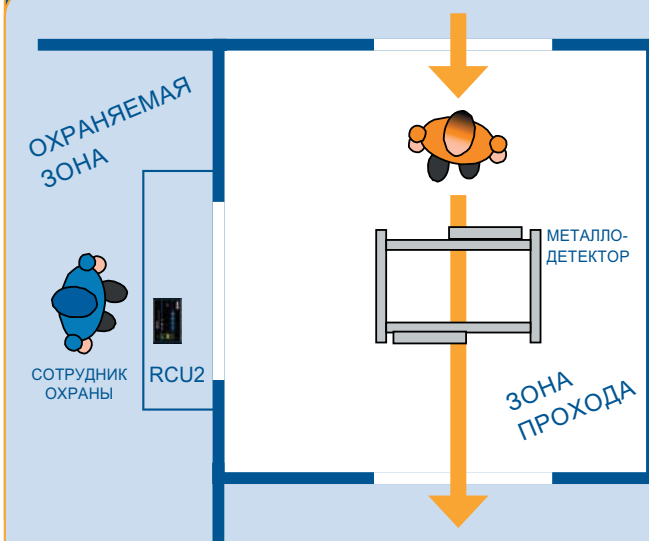 ОХРАНЯЕМАЯ
ЗОНА
МЕТАЛЛО-
ДЕТЕКТОР
СОТРУДНИК
ОХРАНЫ
RCU2
ЗОНА
ПРОХОДА